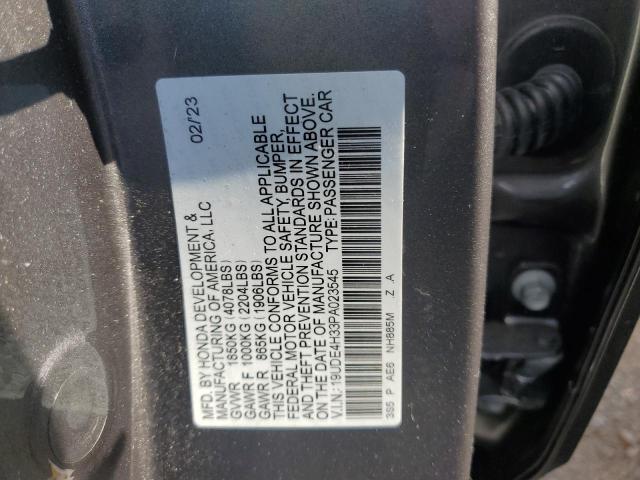 MFD. BY HONDA DEVELOPMENT & 02/'23
MANUFACTURING OF AMERICA, LLC
GVWR 1850KG (4078LBS)
GAWR F 1000KG (2204LBS)
GAWR R 865KG (1906LBS)
THIS VEHICLE CONFORMS TO ALL APPLICABLE
FEDERAL MOTOR VEHICLE SAFETY, BUMPER,
AND THEFT PREVENTION STANDARDS IN EFFECT
ON THE DATE OF MANUFACTURE SHOWN ABOVE.
V.I.N.: 19UDE4H33PA023545 TYPE: PASSENGER CAR
3S5 P AE6 NH885M .Z .A